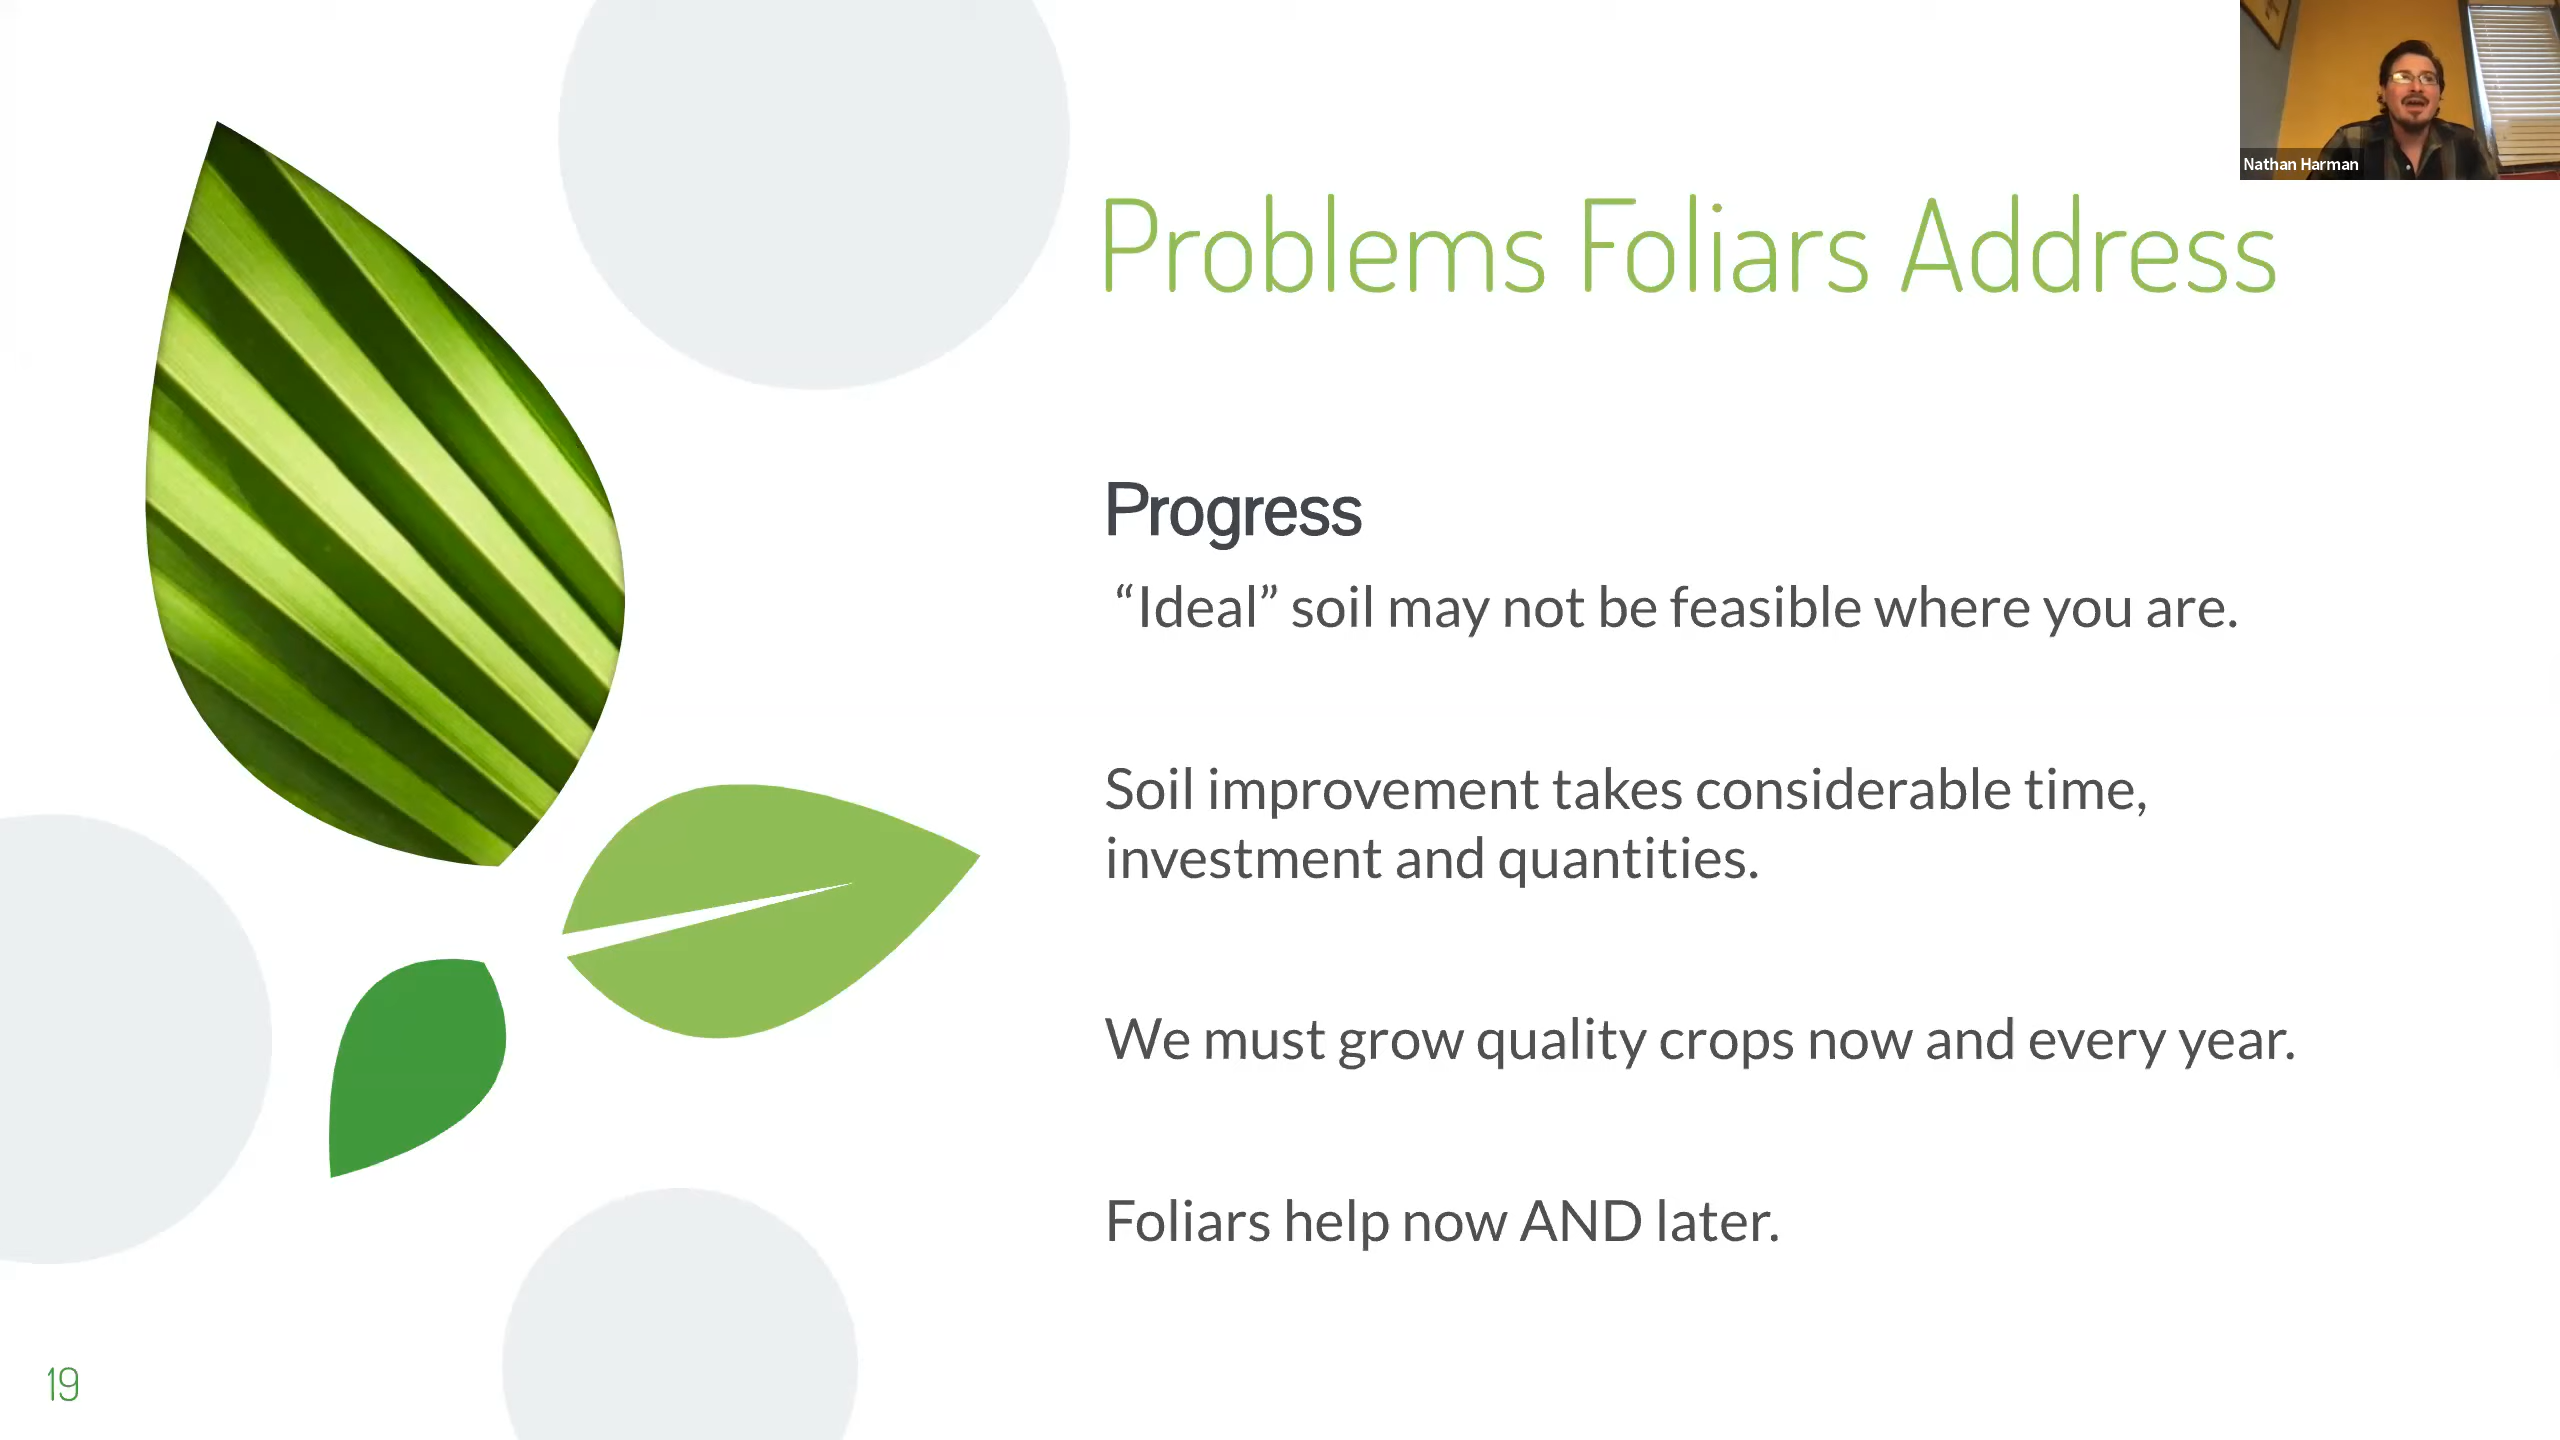 Nathan Harman
Problems Foliars Address
Progress
“Ideal” soil may not be feasible where you are.
Soil improvement takes considerable time,
investment and quantities.
We must grow quality crops now and every year.
Foliars help now AND later.
19